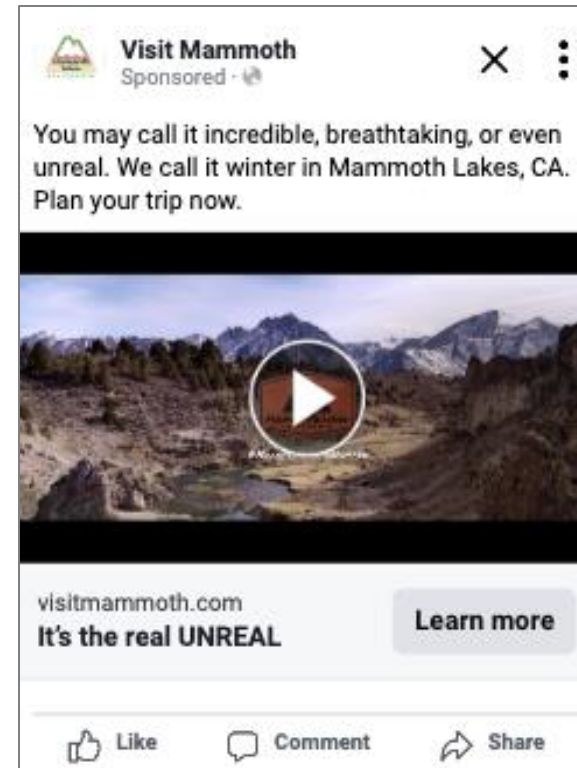 Visit Mammoth
Sponsored ·
You may call it incredible, breathtaking, or even
unreal. We call it winter in Mammoth Lakes, CA.
Plan your trip now.
visitmammoth.com
It's the real UNREAL
Learn more
Like
Comment
Share